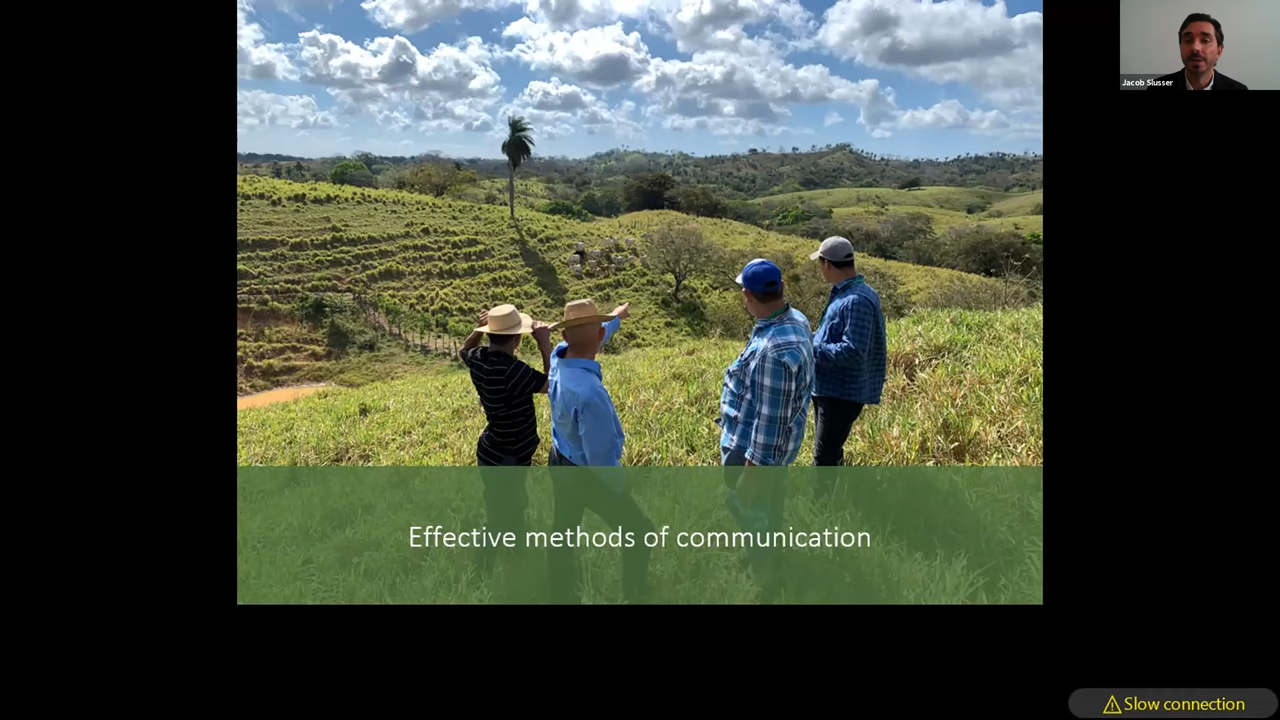 Jacob Slusser
Effective methods of communication
Slow connection